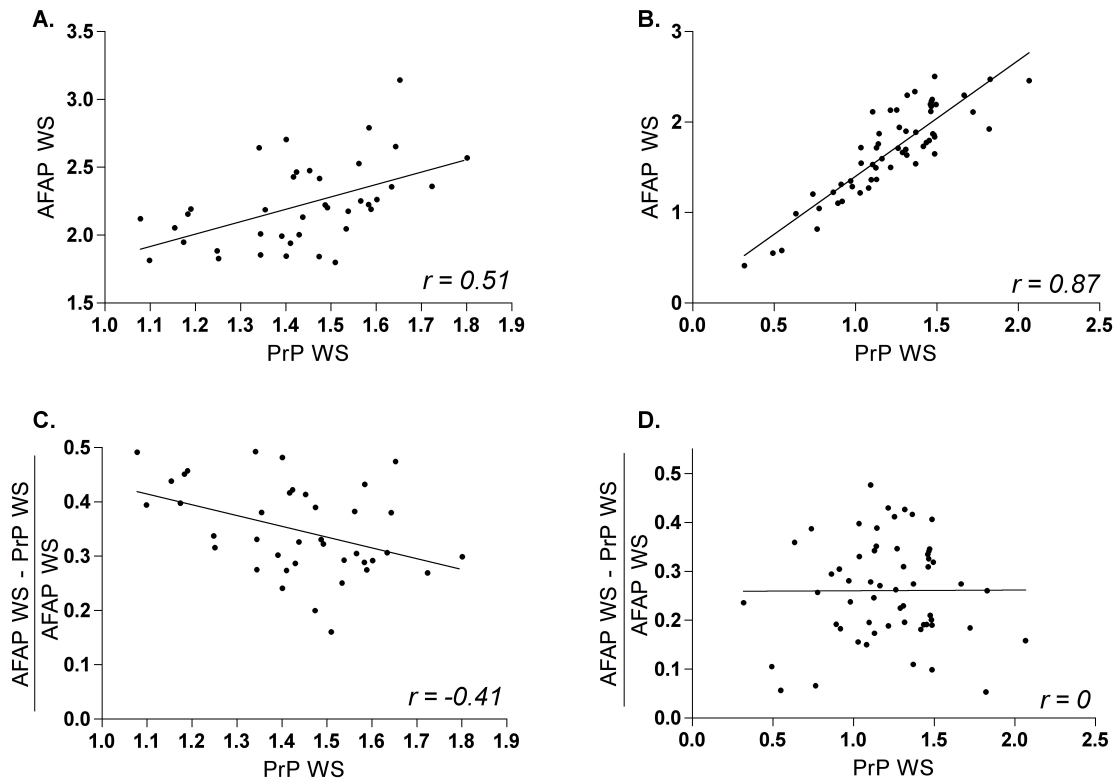 A.
3.5
3.0
2.5
2.0
1.5
AFAP WS
r = 0.51
1.0 1.1 1.2 1.3 1.4 1.5 1.6 1.7 1.8 1.9
PrP WS
B.
3
2
1
0
AFAP WS
r = 0.87
0.0 0.5 1.0 1.5 2.0 2.5
PrP WS
C.
0.5
0.4
0.3
0.2
0.1
0.0
AFAP WS - PrP WS
AFAP WS
r = -0.41
1.0 1.1 1.2 1.3 1.4 1.5 1.6 1.7 1.8 1.9
PrP WS
D.
0.5
0.4
0.3
0.2
0.1
0.0
AFAP WS - PrP WS
AFAP WS
r = 0
0.0 0.5 1.0 1.5 2.0 2.5
PrP WS